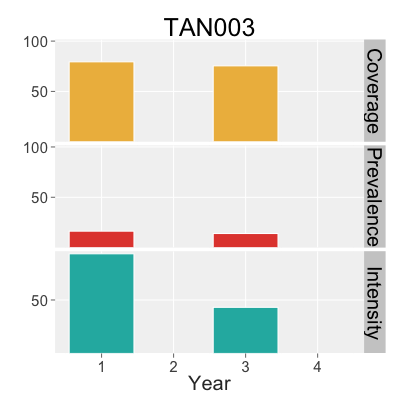 TAN003
100
50
Coverage
100
50
Prevalence
50
Intensity
1 2 3 4
Year